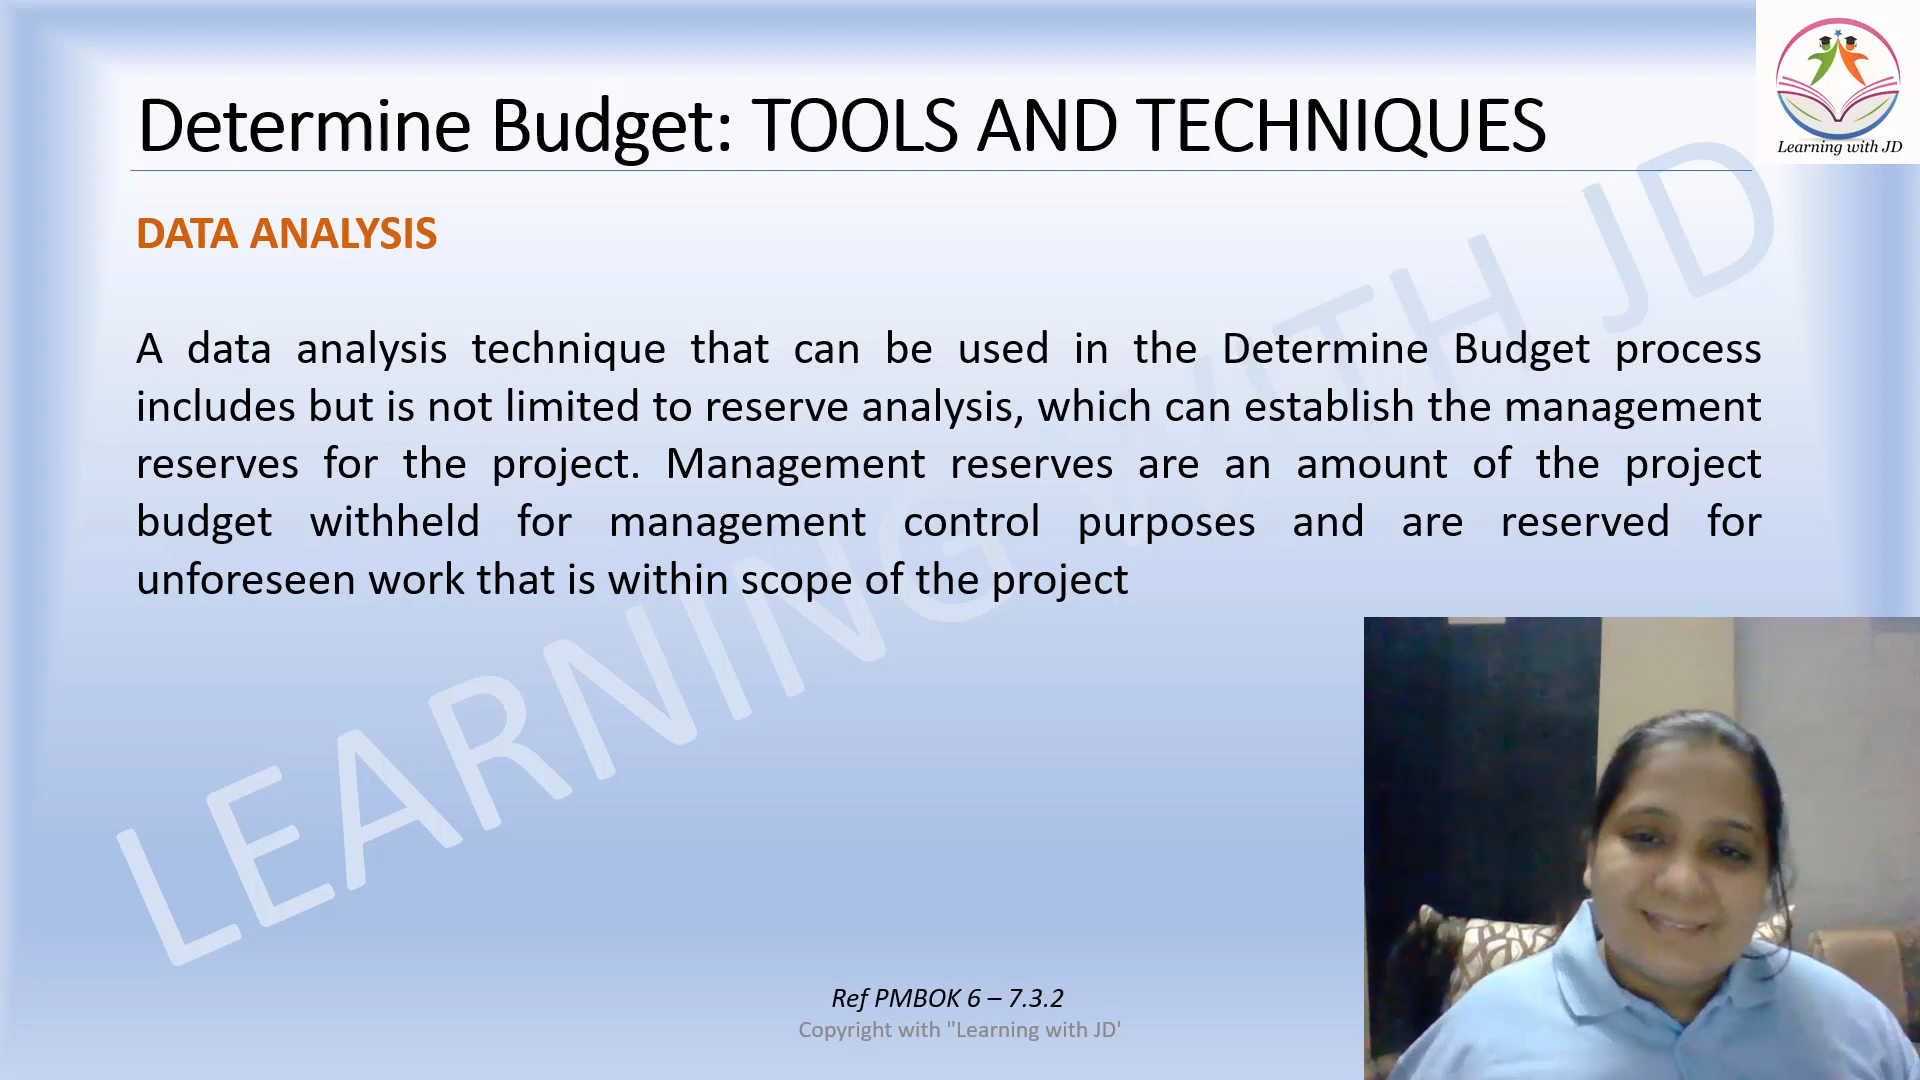 Determine Budget: TOOLS AND TECHNIQUES
Learning with JD
DATA ANALYSIS
A data analysis technique that can be used in the Determine Budget process
includes but is not limited to reserve analysis, which can establish the management
reserves for the project. Management reserves are an amount of the project
budget withheld for management control purposes and are reserved for
unforeseen work that is within scope of the project
LEARNING WITH JD
Ref PMBOK 6 – 7.3.2
Copyright with "Learning with JD'